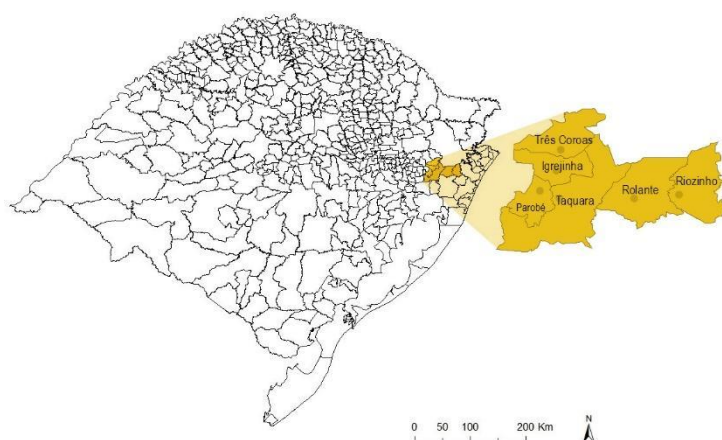 Três Coroas
Igrejinha
Parobé
Taquara
Rolante
Riozinho
0 50 100 200 Km
N